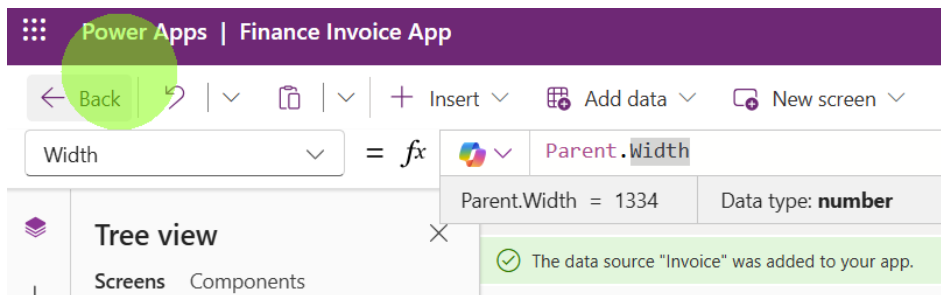 Power Apps | Finance Invoice App
Back Insert Add data New screen
Width = fx Parent.Width
Parent.Width = 1334 Data type: number
Tree view
The data source "Invoice" was added to your app.
Screens Components